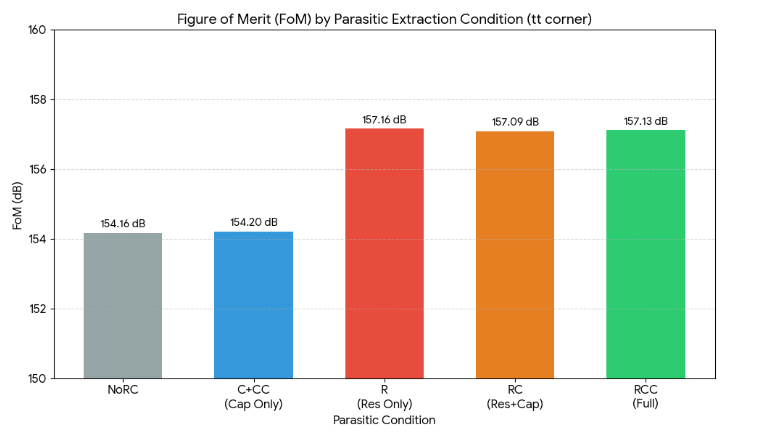 Figure of Merit (FoM) by Parasitic Extraction Condition (tt corner)
FoM (dB)
160
158
156
154
152
150
154.16 dB
154.20 dB
157.16 dB
157.09 dB
157.13 dB
NoRC
C+CC
(Cap Only)
R
(Res Only)
RC
(Res+Cap)
RCC
(Full)
Parasitic Condition